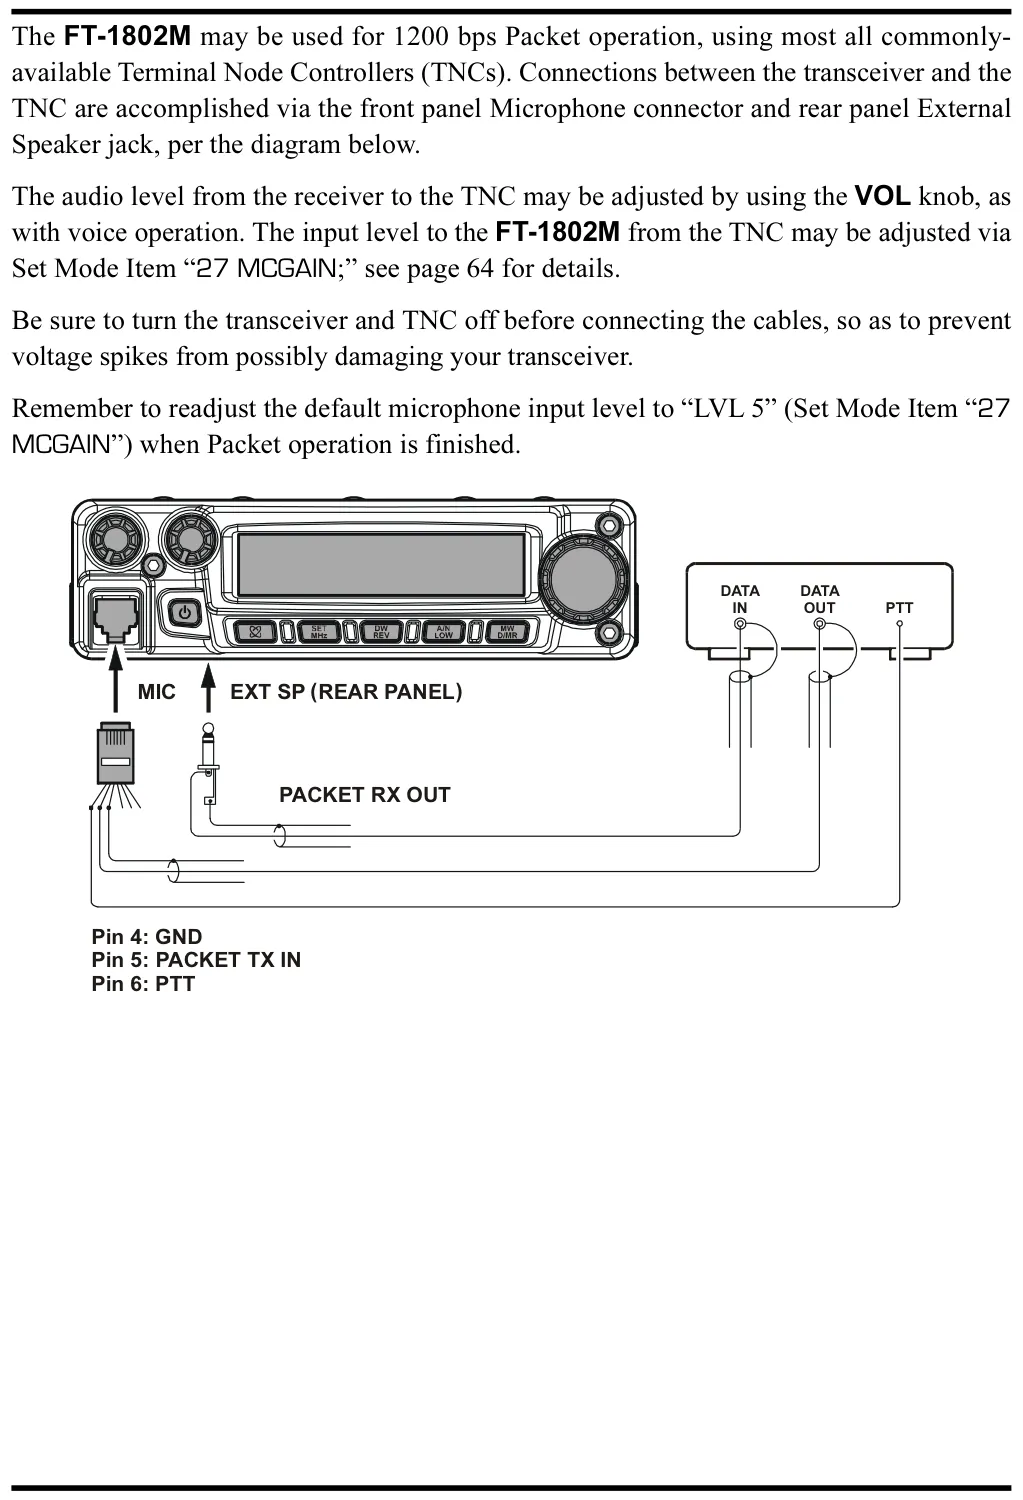 The FT-1802M may be used for 1200 bps Packet operation, using most all commonly-
available Terminal Node Controllers (TNCs). Connections between the transceiver and the
TNC are accomplished via the front panel Microphone connector and rear panel External
Speaker jack, per the diagram below.
The audio level from the receiver to the TNC may be adjusted by using the VOL knob, as
with voice operation. The input level to the FT-1802M from the TNC may be adjusted via
Set Mode Item “27 MCGAIN;” see page 64 for details.
Be sure to turn the transceiver and TNC off before connecting the cables, so as to prevent
voltage spikes from possibly damaging your transceiver.
Remember to readjust the default microphone input level to “LVL 5” (Set Mode Item “27
MCGAIN”) when Packet operation is finished.
SET
MHz
DW
REV
A/N
LOW
MW
D/MR
DATA
IN
DATA
OUT
PTT
MIC
EXT SP (REAR PANEL)
PACKET RX OUT
Pin 4: GND
Pin 5: PACKET TX IN
Pin 6: PTT